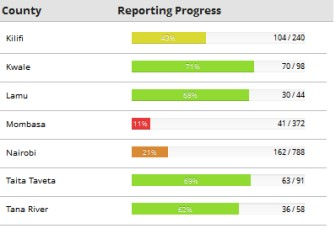 County Reporting Progress
Kilifi 43% 104 / 240
Kwale 71% 70 / 98
Lamu 68% 30 / 44
Mombasa 11% 41 / 372
Nairobi 21% 162 / 788
Taita Taveta 69% 63 / 91
Tana River 62% 36 / 58